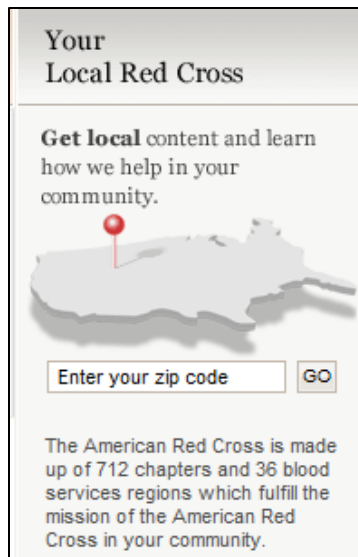 Your
Local Red Cross
Get local content and learn
how we help in your
community.
Enter your zip code
GO
The American Red Cross is made
up of 712 chapters and 36 blood
services regions which fulfill the
mission of the American Red
Cross in your community.